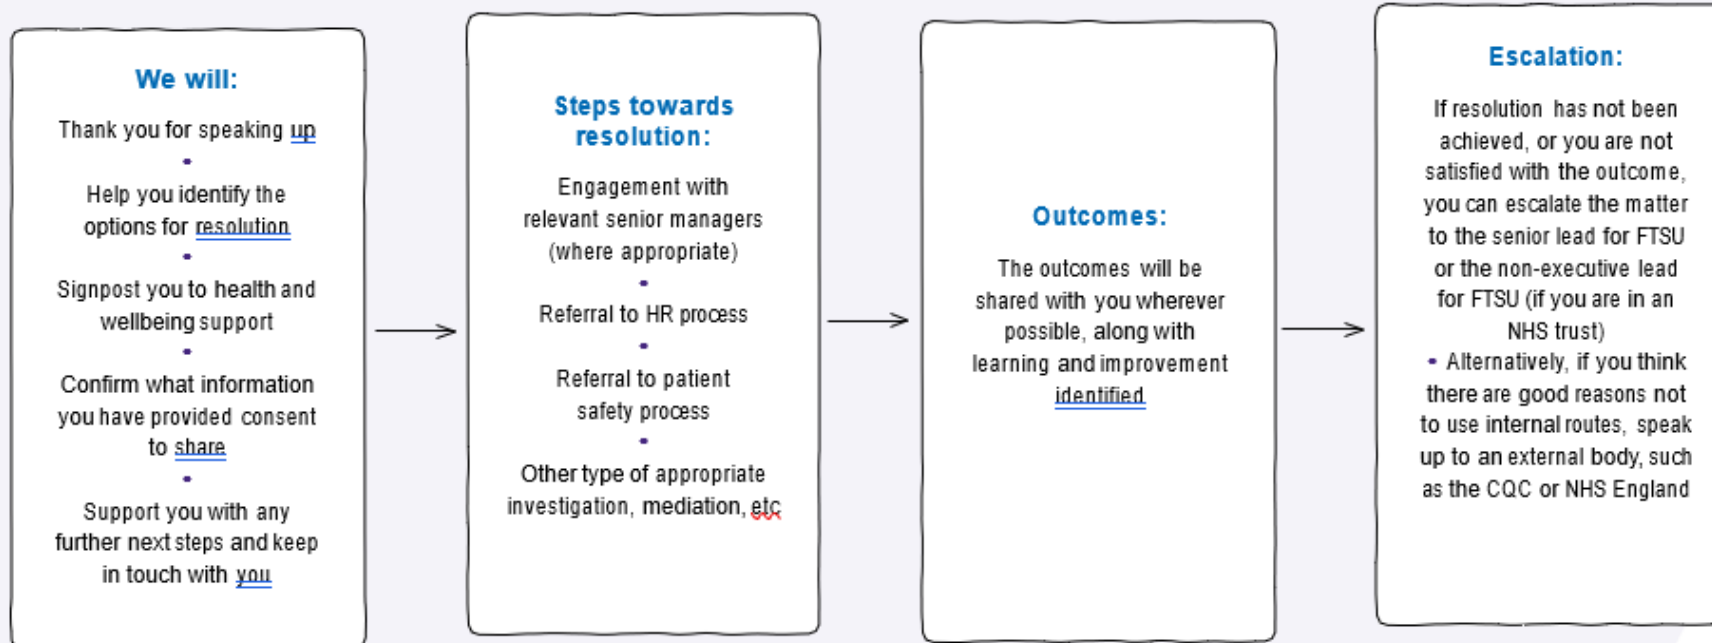 We will:
Thank you for speaking up
•
Help you identify the
options for resolution
•
Signpost you to health and
wellbeing support
•
Confirm what information
you have provided consent
to share
•
Support you with any
further next steps and keep
in touch with you
Steps towards
resolution:
Engagement with
relevant senior managers
(where appropriate)
•
Referral to HR process
•
Referral to patient
safety process
•
Other type of appropriate
investigation, mediation, etc
Outcomes:
The outcomes will be
shared with you wherever
possible, along with
learning and improvement
identified
Escalation:
If resolution has not been
achieved, or you are not
satisfied with the outcome,
you can escalate the matter
to the senior lead for FTSU
or the non-executive lead
for FTSU (if you are in an
NHS trust)
• Alternatively, if you think
there are good reasons not
to use internal routes, speak
up to an external body, such
as the CQC or NHS England